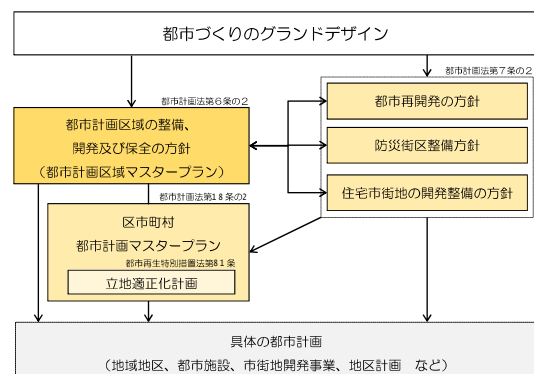 都市づくりのグランドデザイン
都市計画法第７条の２
都市計画法第６条の２
都市計画区域の整備、
開発及び保全の方針
（都市計画区域マスタープラン）
都市再開発の方針
防災街区整備方針
住宅市街地の開発整備の方針
都市計画法第18条の2
区市町村
都市計画マスタープラン
都市再生特別措置法第81条
立地適正化計画
具体の都市計画
（地域地区、都市施設、市街地開発事業、地区計画　など）